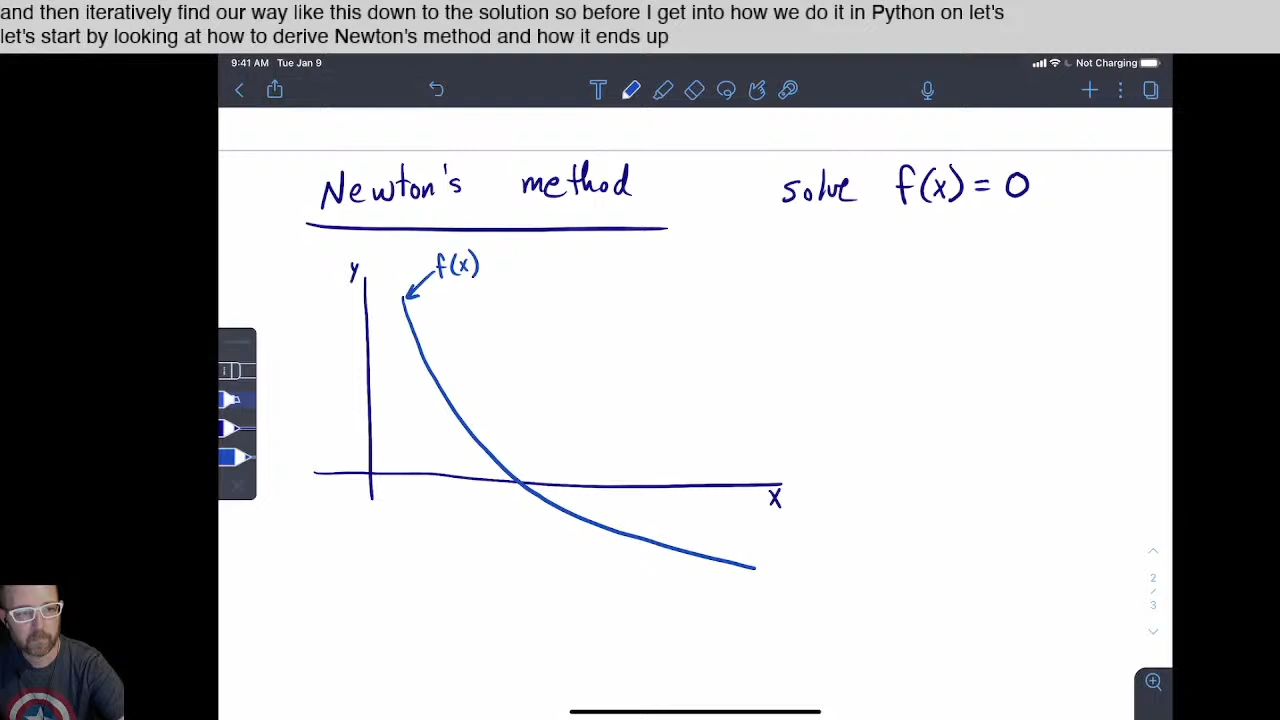 and then iteratively find our way like this down to the solution so before I get into how we do it in Python on let's
let's start by looking at how to derive Newton's method and how it ends up
9:41 AM Tue Jan 9 Not Charging
T
Newton's method solve f(x) = 0
y f(x)
x
2
/
3